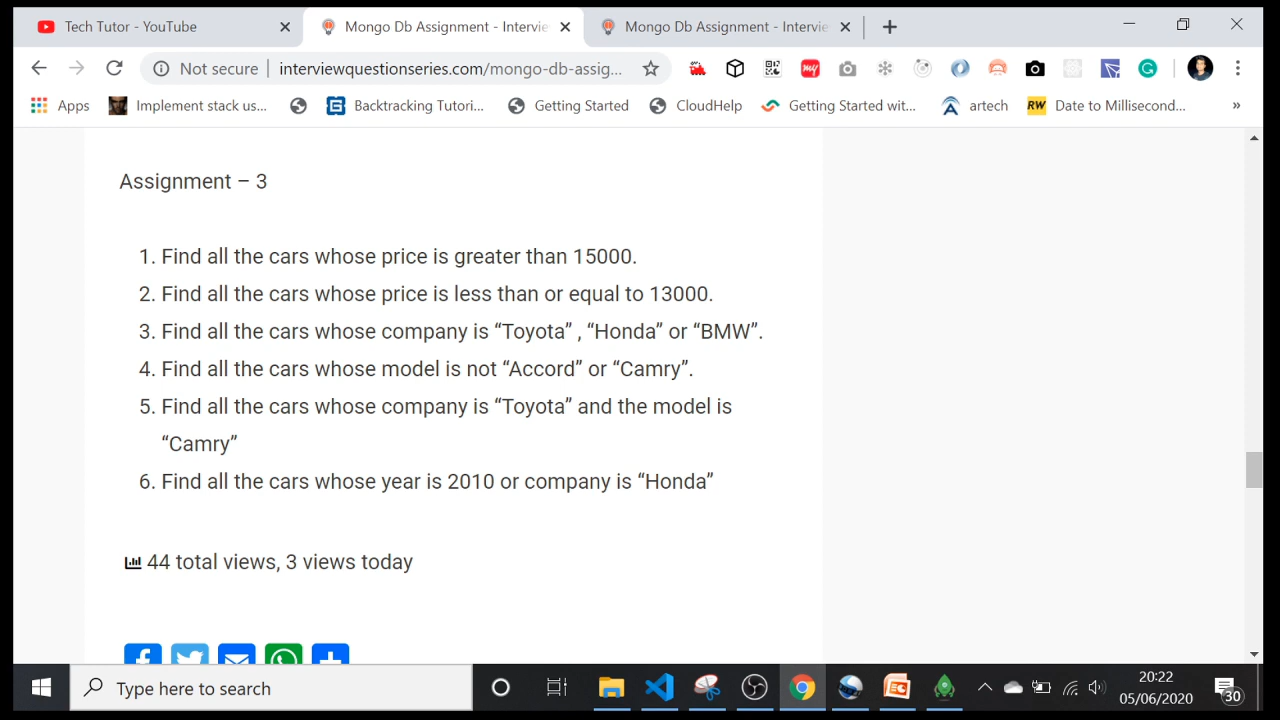 Tech Tutor - YouTube
Mongo Db Assignment - Intervie
Mongo Db Assignment - Intervie
Not secure
interviewquestionseries.com/mongo-db-assig...
Apps
Implement stack us...
Backtracking Tutori...
Getting Started
CloudHelp
Getting Started wit...
artech
RW
Date to Millisecond...
»
Assignment – 3
1. Find all the cars whose price is greater than 15000.
2. Find all the cars whose price is less than or equal to 13000.
3. Find all the cars whose company is “Toyota” , “Honda” or “BMW”.
4. Find all the cars whose model is not “Accord” or “Camry”.
5. Find all the cars whose company is “Toyota” and the model is
“Camry”
6. Find all the cars whose year is 2010 or company is “Honda”
44 total views, 3 views today
Type here to search
20:22
05/06/2020
30